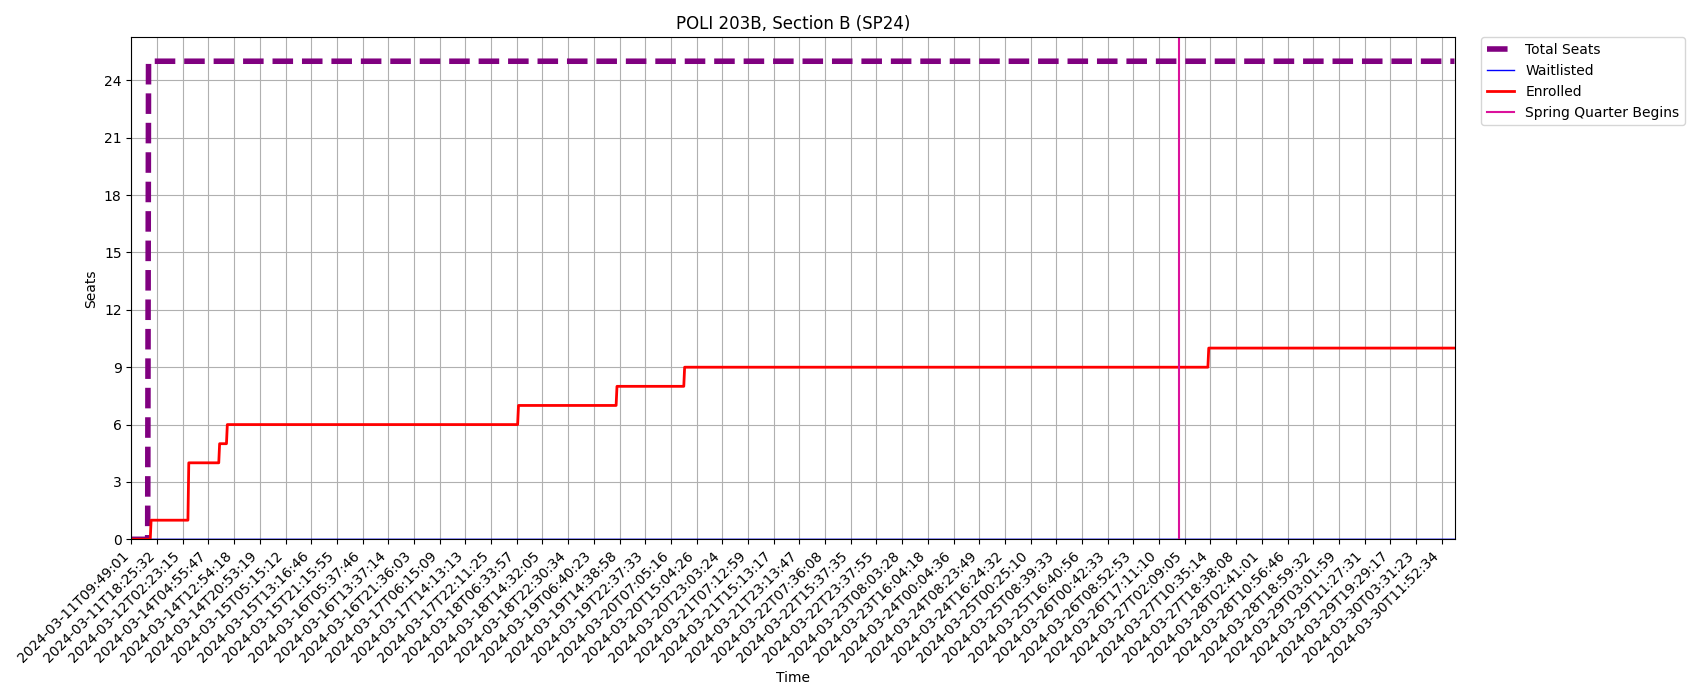 POLI 203B, Section B (SP24)
Total Seats
Waitlisted
Enrolled
Spring Quarter Begins
Seats
24
21
18
15
12
9
6
3
0
2024-03-11T09:49:01
2024-03-11T18:25:32
2024-03-12T02:23:15
2024-03-14T04:55:47
2024-03-14T12:54:18
2024-03-14T20:53:19
2024-03-15T05:15:12
2024-03-15T13:16:46
2024-03-15T21:15:55
2024-03-16T05:37:46
2024-03-16T13:37:14
2024-03-16T21:36:03
2024-03-17T06:15:09
2024-03-17T14:13:13
2024-03-17T22:11:25
2024-03-18T06:33:57
2024-03-18T14:32:05
2024-03-18T22:30:34
2024-03-19T06:40:23
2024-03-19T14:38:58
2024-03-19T22:37:33
2024-03-20T07:05:16
2024-03-20T15:04:26
2024-03-20T23:03:24
2024-03-21T07:12:59
2024-03-21T15:13:17
2024-03-21T23:13:47
2024-03-22T07:36:08
2024-03-22T15:37:35
2024-03-22T23:37:55
2024-03-23T08:03:28
2024-03-23T16:04:18
2024-03-24T00:04:36
2024-03-24T08:23:49
2024-03-24T16:24:32
2024-03-25T00:25:10
2024-03-25T08:39:33
2024-03-25T16:40:56
2024-03-26T00:42:33
2024-03-26T08:52:53
2024-03-26T17:11:10
2024-03-27T02:09:05
2024-03-27T10:35:14
2024-03-27T18:38:08
2024-03-28T02:41:01
2024-03-28T10:56:46
2024-03-28T18:59:32
2024-03-29T03:01:59
2024-03-29T11:27:31
2024-03-29T19:29:17
2024-03-30T03:31:23
2024-03-30T11:52:34
Time